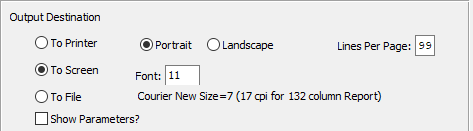 Output Destination
To Printer Portrait Landscape Lines Per Page: 99
To Screen Font: 11
To File Courier New Size=7 (17 cpi for 132 column Report)
Show Parameters?